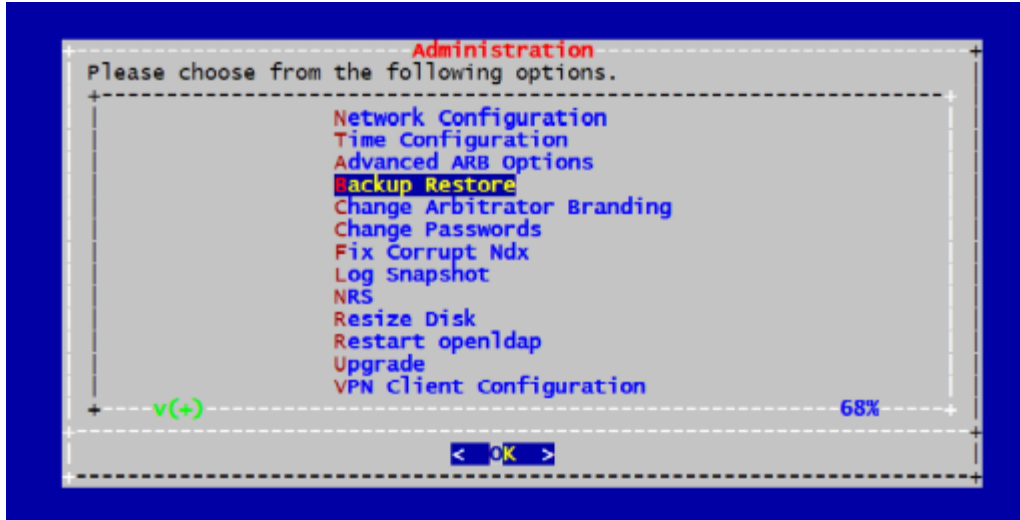 Administration
Please choose from the following options.
Network Configuration
Time Configuration
Advanced ARB Options
Backup Restore
Change Arbitrator Branding
Change Passwords
Fix Corrupt Ndx
Log Snapshot
NRS
Resize Disk
Restart openldap
Upgrade
VPN Client Configuration
v(+) 68%
< OK >